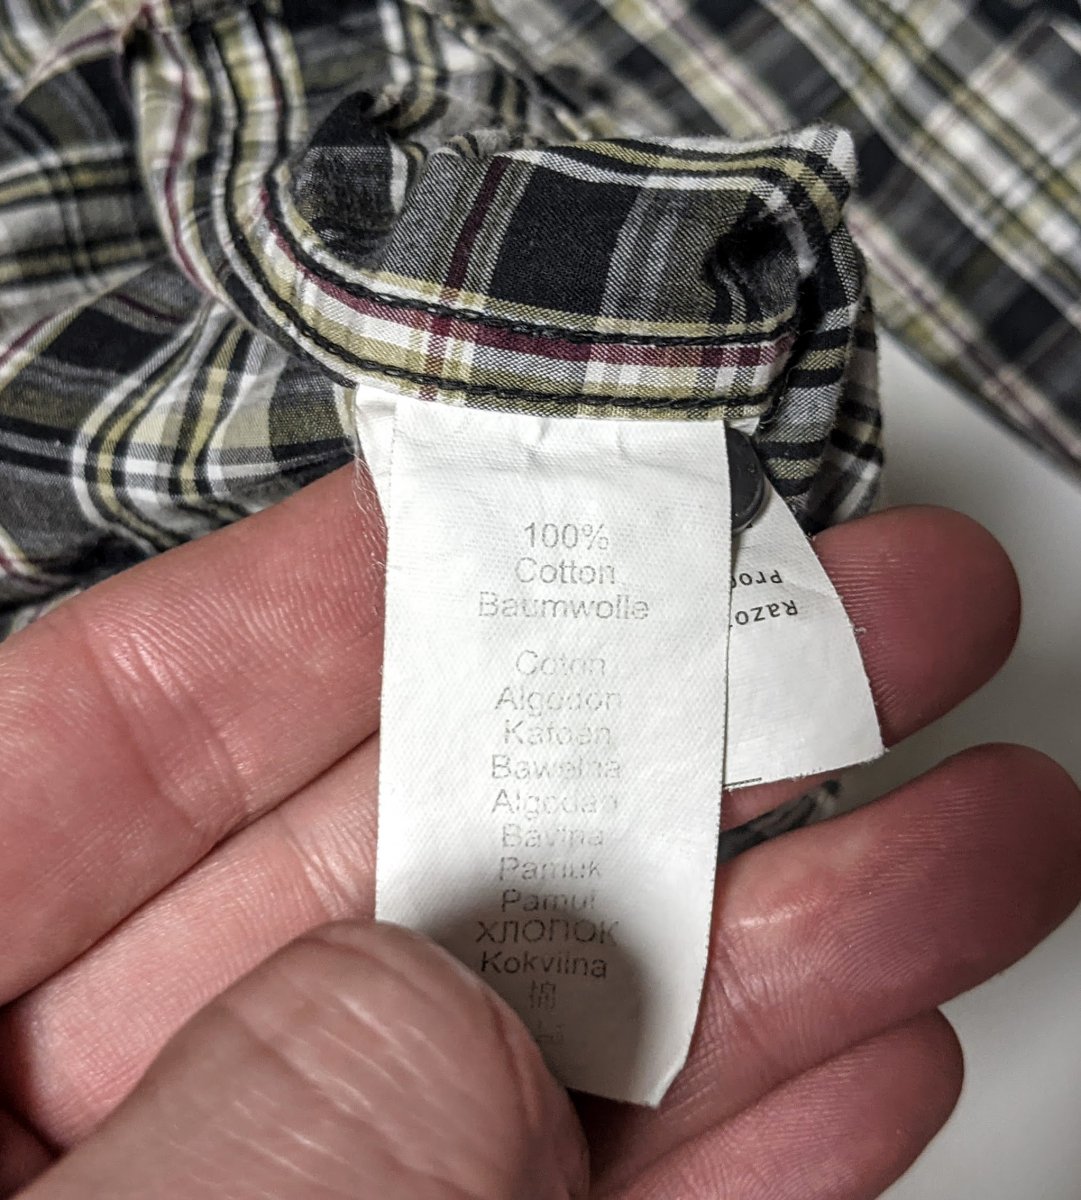 100%
Cotton
Baumwolle
Coton
Algodon
Katoen
Bawełna
Algodão
Bavlna
Pamuk
Pamut
ХЛОПОК
Kokvilna
棉